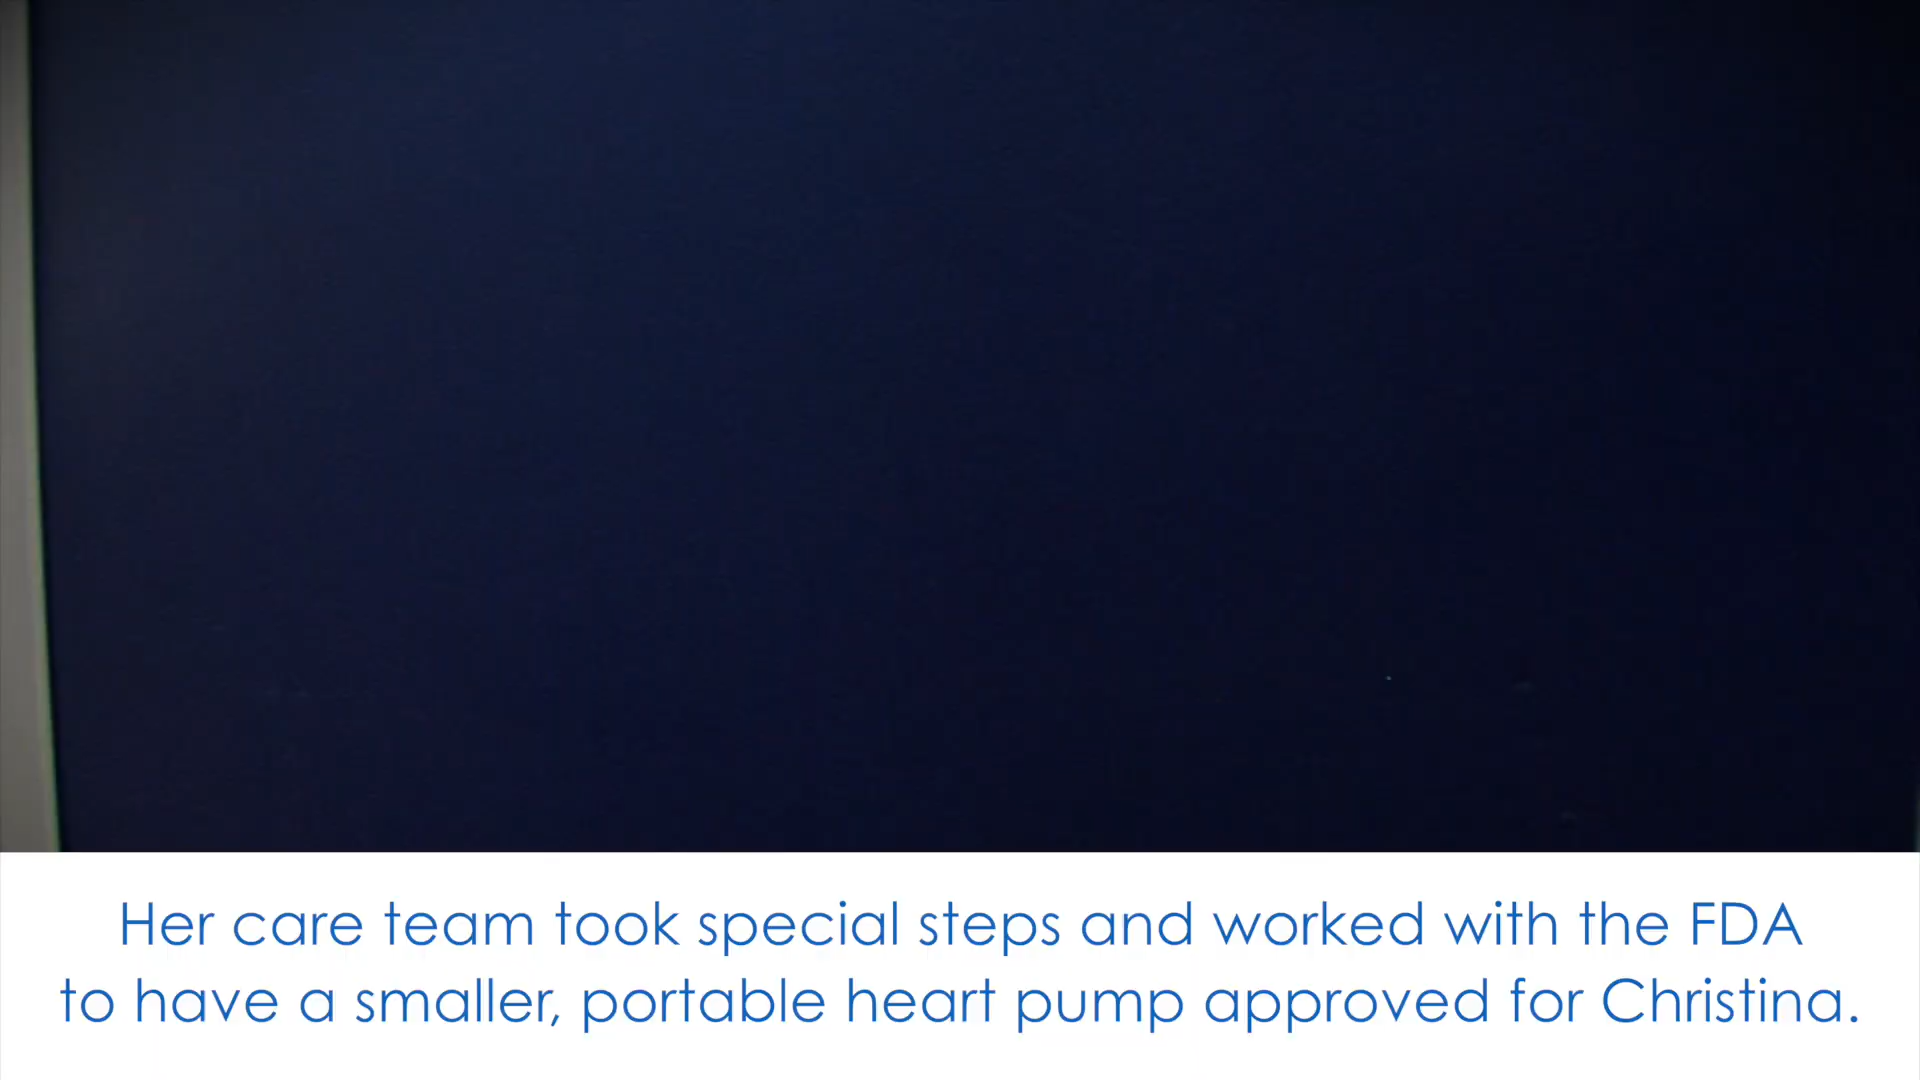 Her care team took special steps and worked with the FDA
to have a smaller, portable heart pump approved for Christina.